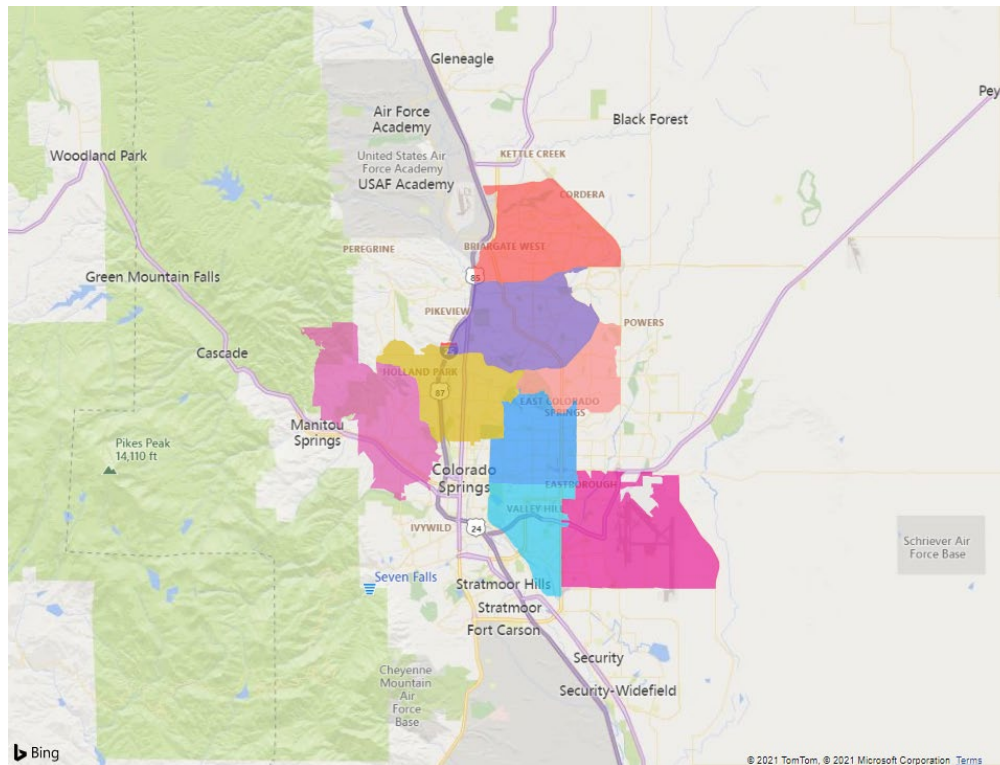 Gleneagle
Pey
Air Force
Academy
Black Forest
Woodland Park
KETTLE CREEK
United States Air
Force Academy
USAF Academy
CORDERA
PEREGRINE
BRIARGATE WEST
85
Green Mountain Falls
PIKEVIEW
POWERS
Cascade
HOLLAND PARK
87
EAST COLORADO
SPRINGS
Manitou
Springs
Pikes Peak
14,110 ft
Colorado
Springs
EASTBOROUGH
VALLEY HI
IVYWILD
24
Schriever Air
Force Base
Seven Falls
Stratmoor Hills
Stratmoor
Fort Carson
Security
Cheyenne
Mountain
Air
Force
Base
Security-Widefield
Bing
© 2021 TomTom, © 2021 Microsoft Corporation Terms